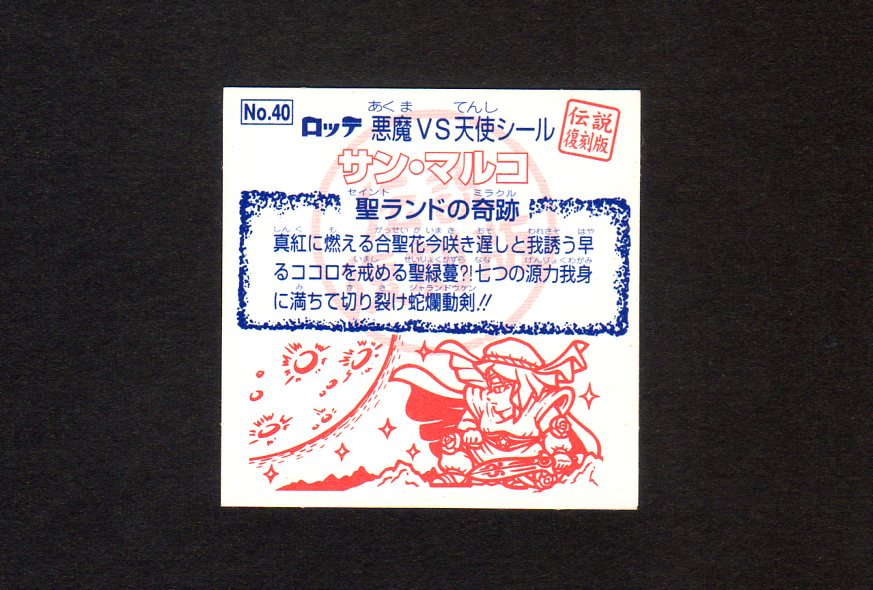 No.40
ロッテ 悪魔VS天使シール
あくま てんし
伝説
復刻版
サン・マルコ
セイント ミラクル
聖ランドの奇跡
しんく も がっせいか いまさ おそ われさそ はや
真紅に燃える合聖花今咲き遅しと我誘う早
いまし せいりょくかずら なな げんりょくわがみ
るココロを戒める聖緑蔓?!七つの源力我身
み き さ ジャランドウケン
に満ちて切り裂け蛇爛動剣!!